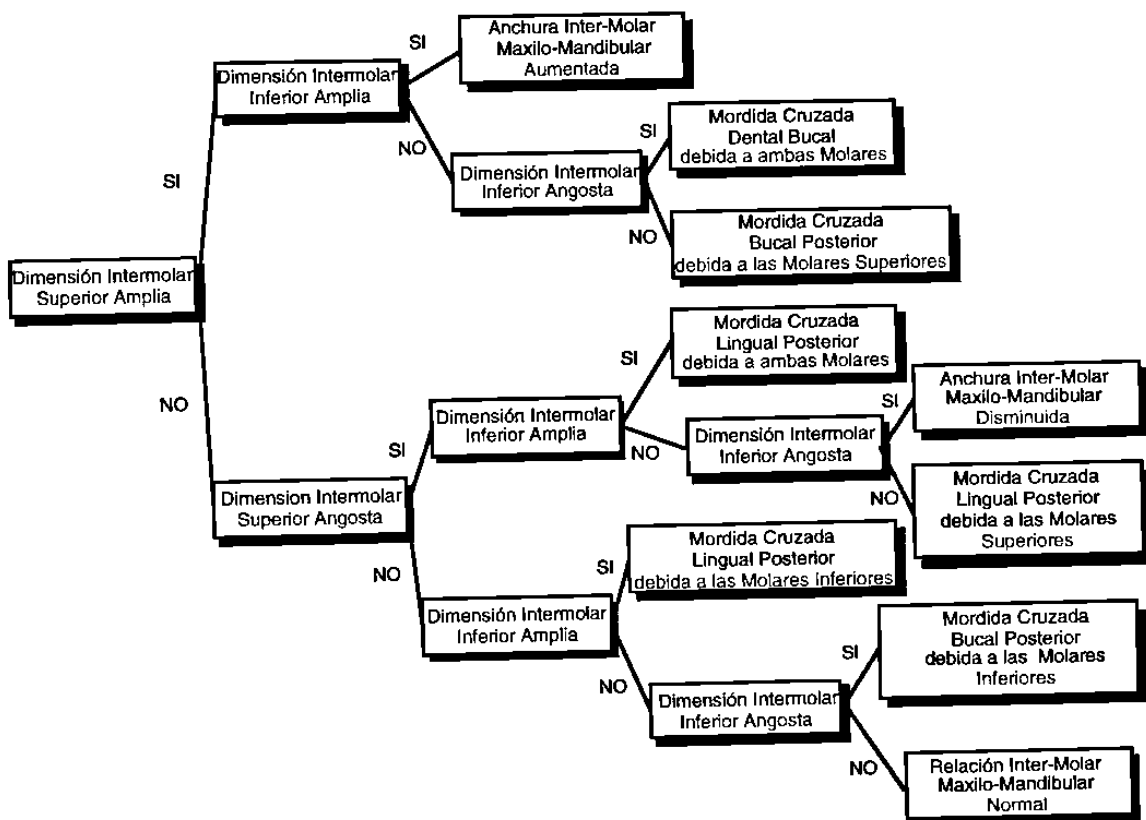 Anchura Inter-Molar
Maxilo-Mandibular
Aumentada
SI
Dimensión Intermolar
Inferior Amplia
NO
Mordida Cruzada
Dental Bucal
debida a ambas Molares
SI
Dimensión Intermolar
Inferior Angosta
SI
NO
Mordida Cruzada
Bucal Posterior
debida a las Molares Superiores
Dimensión Intermolar
Superior Amplia
NO
Mordida Cruzada
Lingual Posterior
debida a ambas Molares
SI
Dimensión Intermolar
Inferior Amplia
SI
NO
Dimensión Intermolar
Inferior Angosta
SI
Anchura Inter-Molar
Maxilo-Mandibular
Disminuida
NO
Mordida Cruzada
Lingual Posterior
debida a las Molares
Superiores
Dimension Intermolar
Superior Angosta
NO
Mordida Cruzada
Lingual Posterior
debida a las Molares Inferiores
SI
Dimensión Intermolar
Inferior Amplia
NO
Dimensión Intermolar
Inferior Angosta
SI
Mordida Cruzada
Bucal Posterior
debida a las Molares
Inferiores
NO
Relación Inter-Molar
Maxilo-Mandibular
Normal